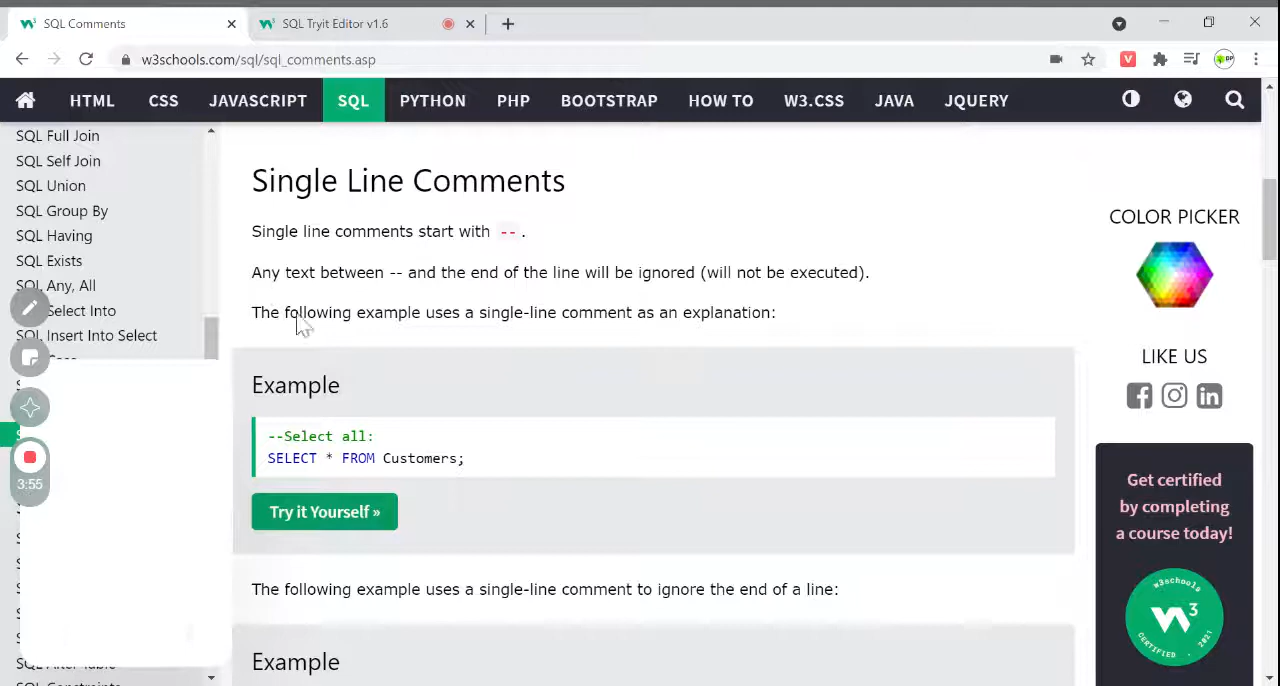 SQL Comments
SQL Tryit Editor v1.6
w3schools.com/sql/sql_comments.asp
HTML CSS JAVASCRIPT SQL PYTHON PHP BOOTSTRAP HOW TO W3.CSS JAVA JQUERY
SQL Full Join
SQL Self Join
SQL Union
SQL Group By
SQL Having
SQL Exists
SQL Any, All
Select Into
SQL Insert Into Select
3:55
Single Line Comments
Single line comments start with --.
Any text between -- and the end of the line will be ignored (will not be executed).
The following example uses a single-line comment as an explanation:
Example
--Select all:
SELECT * FROM Customers;
Try it Yourself »
The following example uses a single-line comment to ignore the end of a line:
Example
COLOR PICKER
LIKE US
Get certified
by completing
a course today!
w3schools
W3
CERTIFIED . 2021